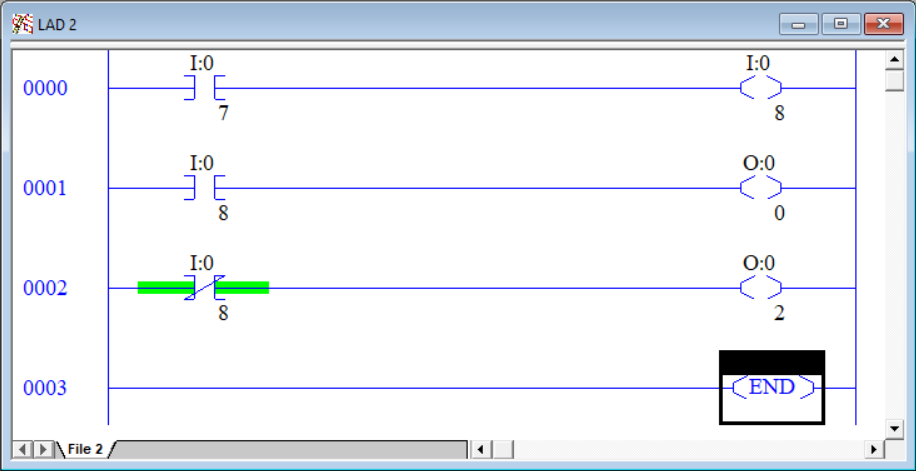 LAD 2
I:0 I:0
0000
7 8
I:0 O:0
0001
8 0
I:0 O:0
0002
8 2
0003 END
File 2